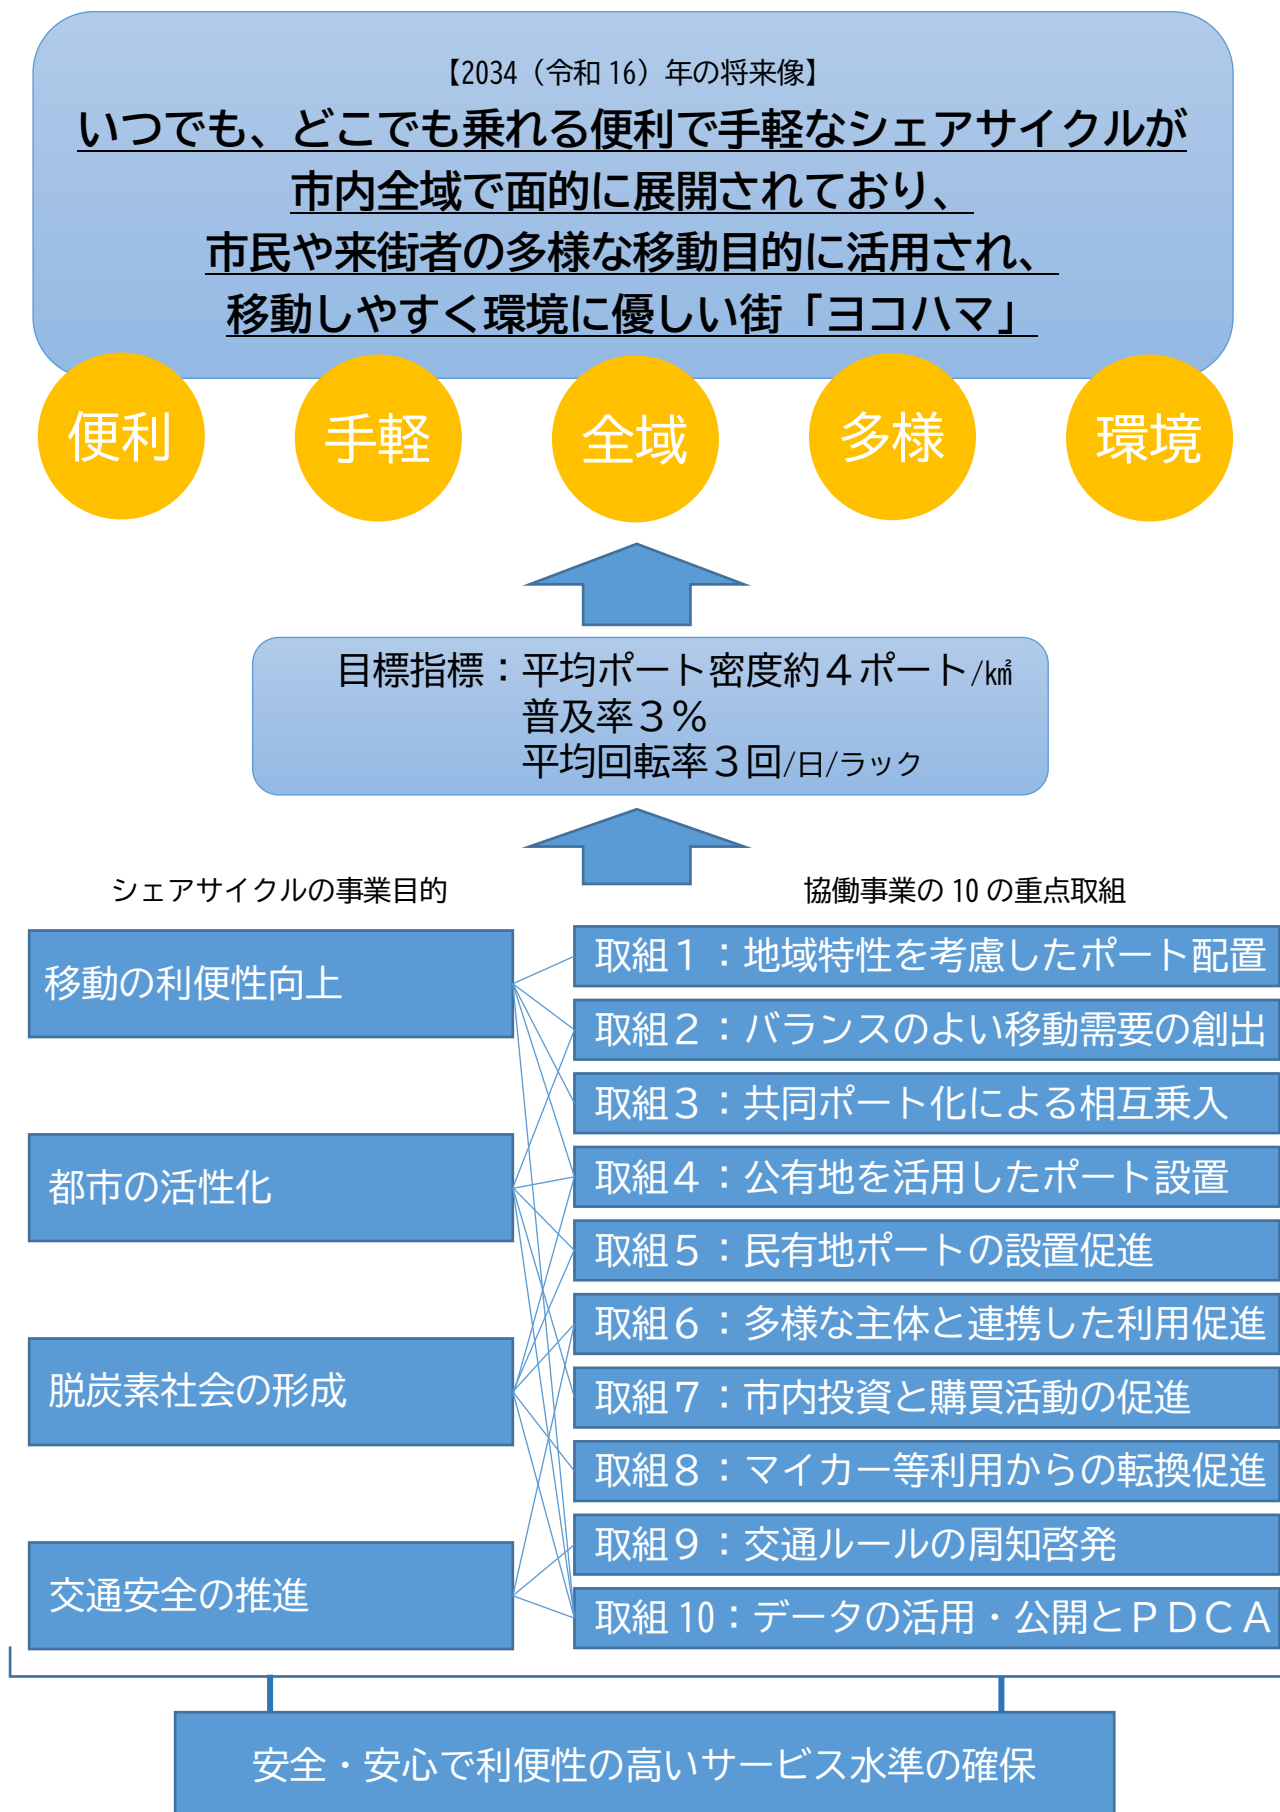 【2034（令和 16）年の将来像】
いつでも、どこでも乗れる便利で手軽なシェアサイクルが
市内全域で面的に展開されており、
市民や来街者の多様な移動目的に活用され、
移動しやすく環境に優しい街「ヨコハマ」
便利
手軽
全域
多様
環境
目標指標：平均ポート密度約４ポート/㎢
普及率３％
平均回転率３回/日/ラック
シェアサイクルの事業目的
移動の利便性向上
都市の活性化
脱炭素社会の形成
交通安全の推進
協働事業の 10 の重点取組
取組１：地域特性を考慮したポート配置
取組２：バランスのよい移動需要の創出
取組３：共同ポート化による相互乗入
取組４：公有地を活用したポート設置
取組５：民有地ポートの設置促進
取組６：多様な主体と連携した利用促進
取組７：市内投資と購買活動の促進
取組８：マイカー等利用からの転換促進
取組９：交通ルールの周知啓発
取組 10：データの活用・公開とＰＤＣＡ
安全・安心で利便性の高いサービス水準の確保